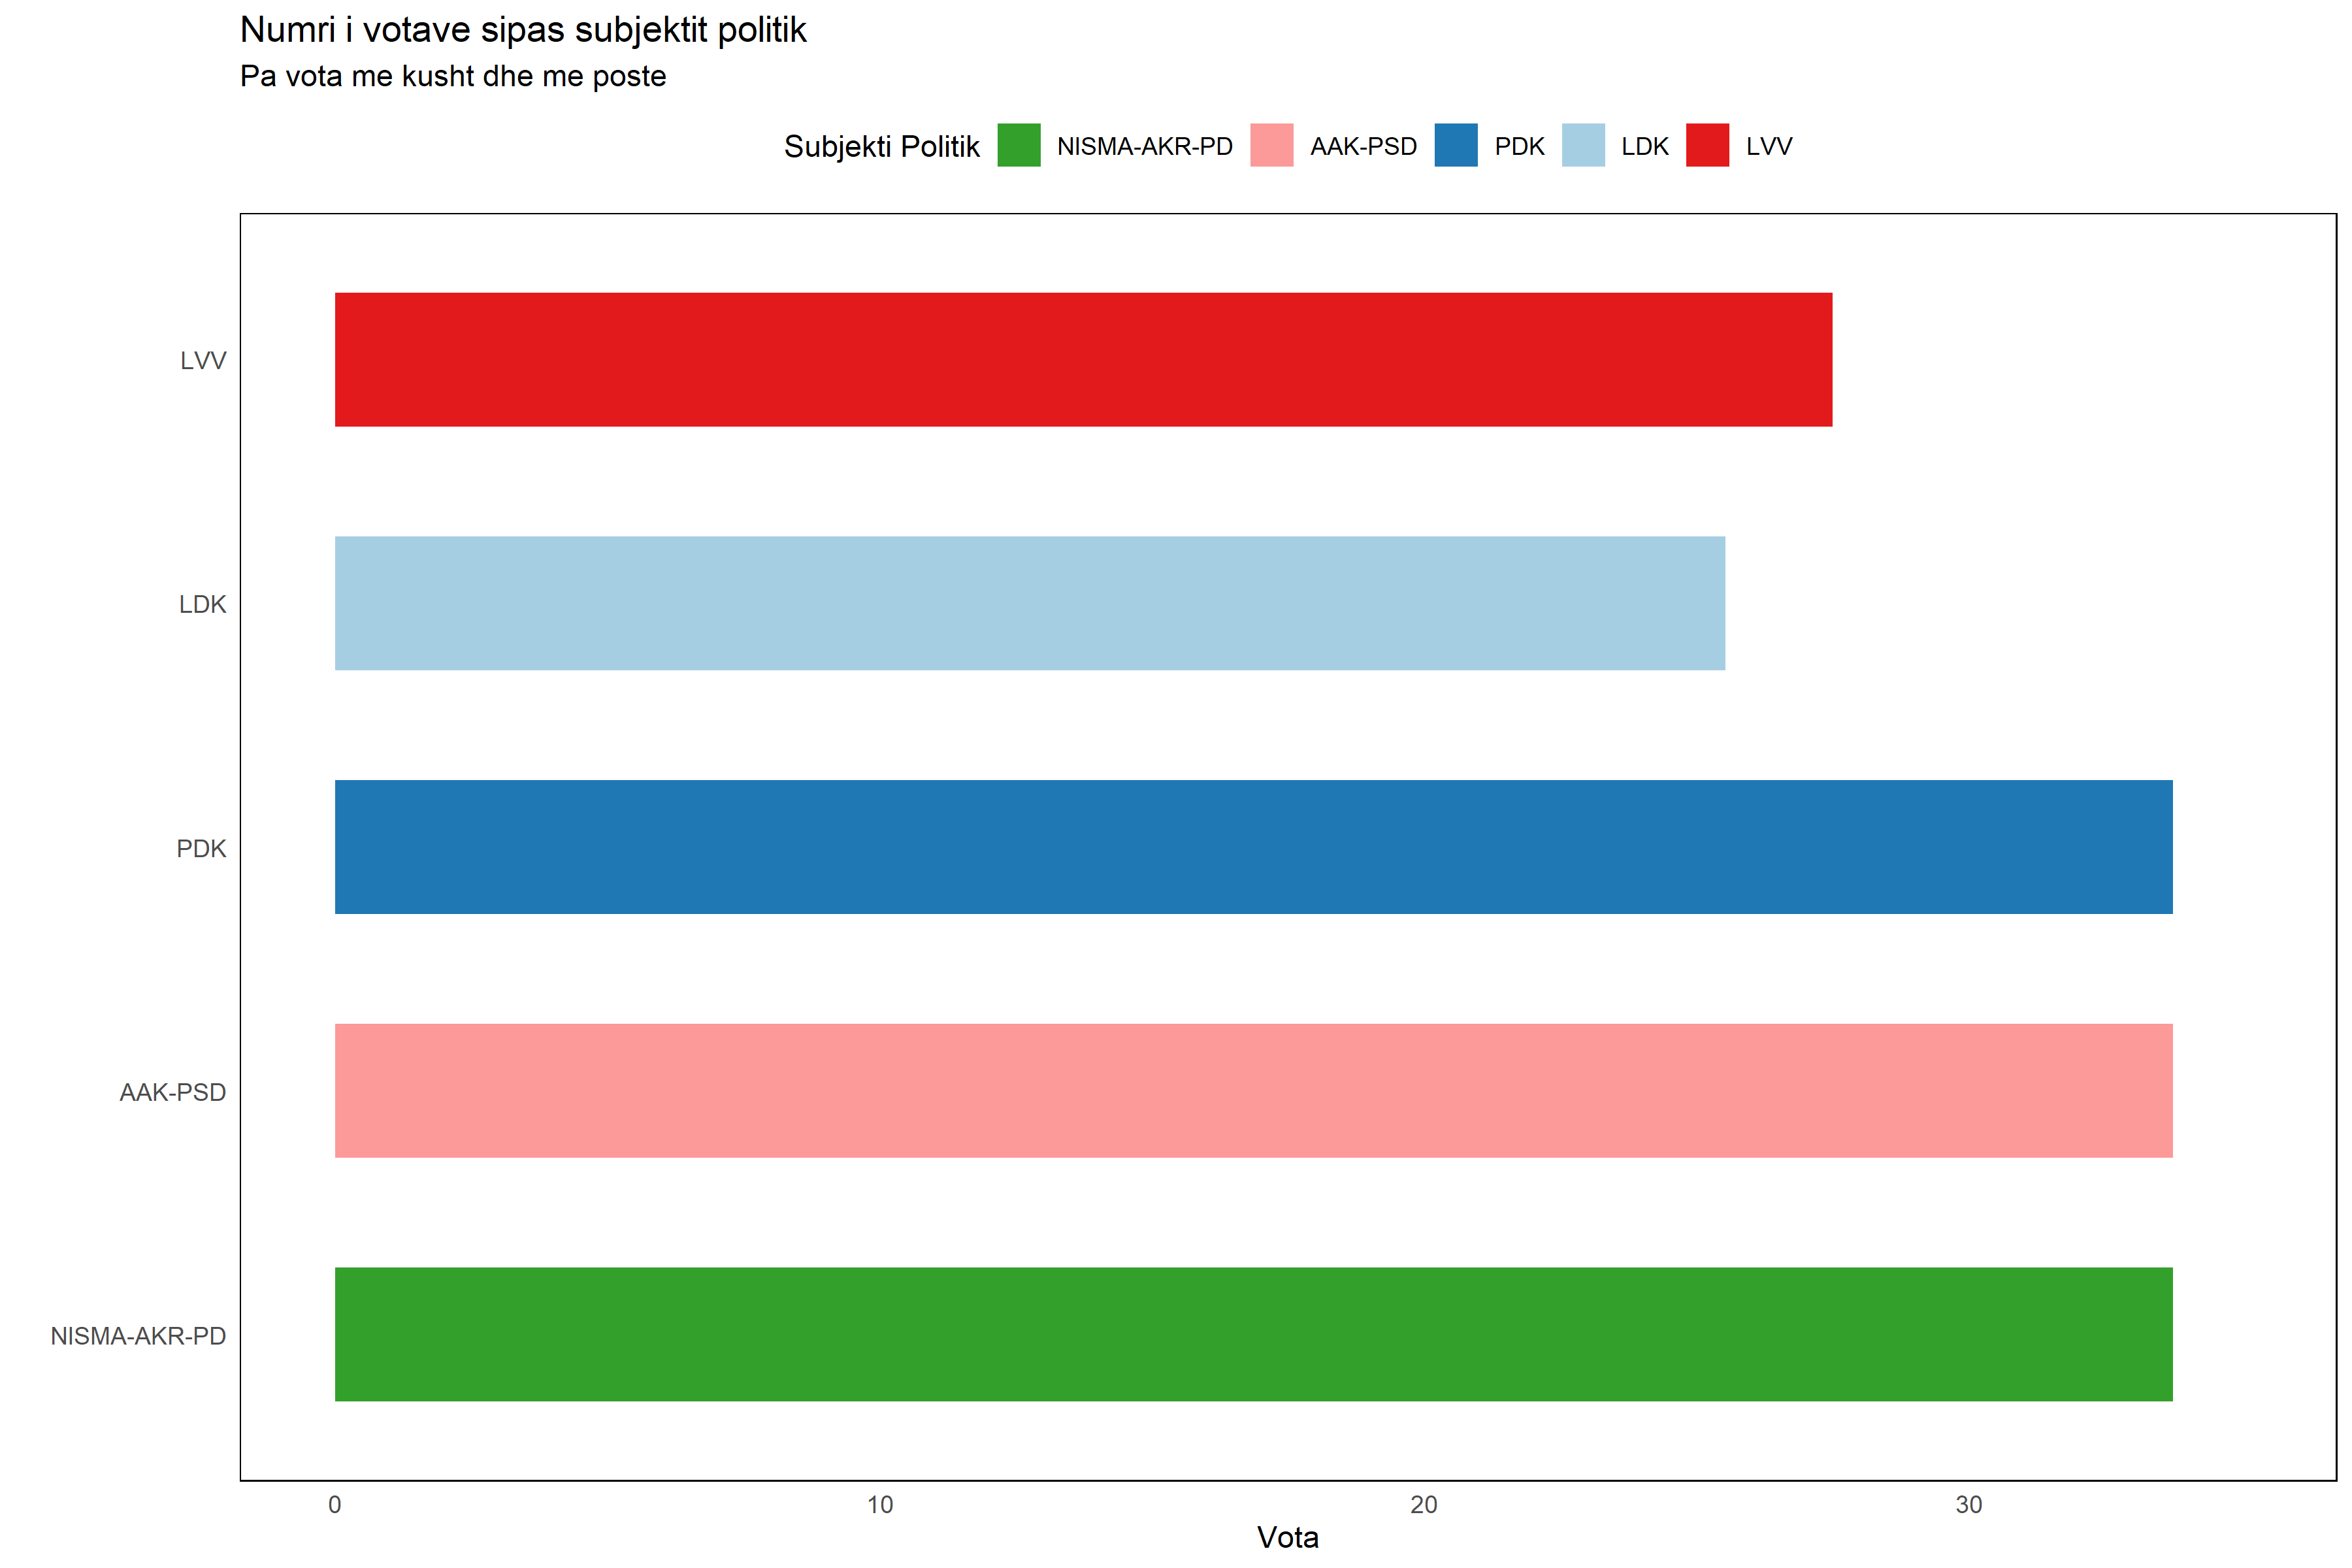 Numri i votave sipas subjektit politik
Pa vota me kusht dhe me poste
Subjekti Politik NISMA-AKR-PD AAK-PSD PDK LDK LVV
LVV
LDK
PDK
AAK-PSD
NISMA-AKR-PD
0 10 20 30
Vota